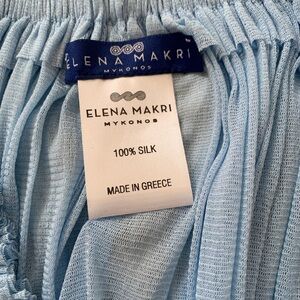 ELENA MAKRI
MYKONOS
ELENA MAKRI
MYKONOS
100% SILK
MADE IN GREECE